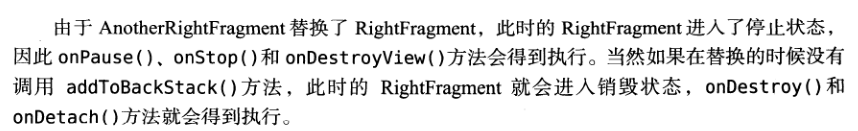 由于 AnotherRightFragment 替换了 RightFragment，此时的 RightFragment 进入了停止状态，
因此 onPause()、onStop()和 onDestroyView()方法会得到执行。当然如果在替换的时候没有
调用 addToBackStack()方法，此时的 RightFragment 就会进入销毁状态，onDestroy()和
onDetach()方法就会得到执行。